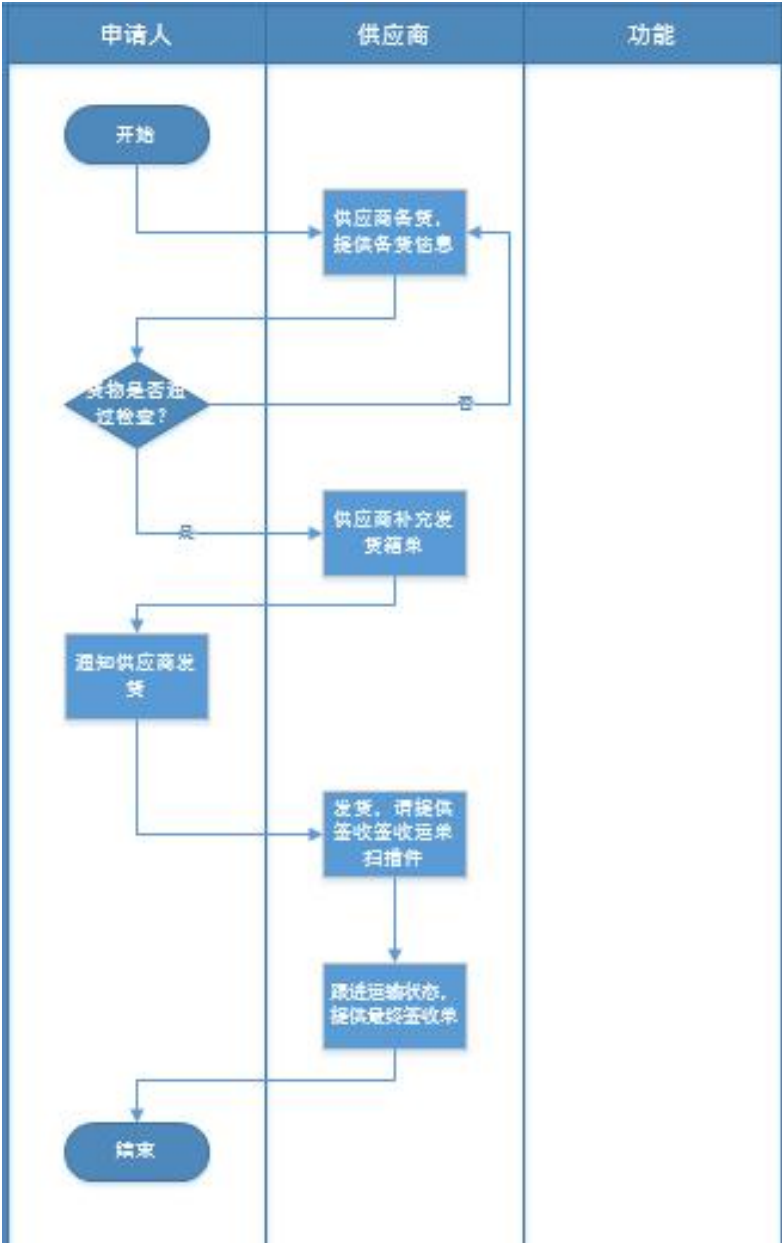 申请人
供应商
功能
开始
供应商备货,
提供备货信息
货物是否通
过检查?
否
是
供应商补充发
货箱单
通知供应商发
货
发货,请提供
签收签收运单
扫描件
跟进运输状态,
提供最终签收单
结束